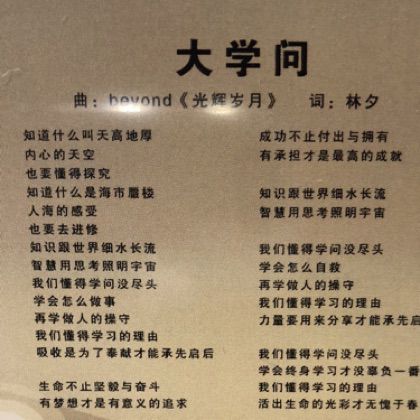 大学问
曲：beyond《光辉岁月》 词：林夕
知道什么叫天高地厚
内心的天空
也要懂得探究
知道什么是海市蜃楼
人海的感受
也要去进修
知识跟世界细水长流
智慧用思考照明宇宙
我们懂得学问没尽头
学会怎么做事
再学做人的操守
我们懂得学习的理由
吸收是为了奉献才能承先启后
生命不止坚毅与奋斗
有梦想才是有意义的追求
成功不止付出与拥有
有承担才是最高的成就
知识跟世界细水长流
智慧用思考照明宇宙
我们懂得学问没尽头
学会怎么自救
再学做人的操守
我们懂得学习的理由
力量要用来分享才能承先启
我们懂得学问没尽头
学会终身学习才没辜负一番
我们懂得学习的理由
活出生命的光彩才无愧于春